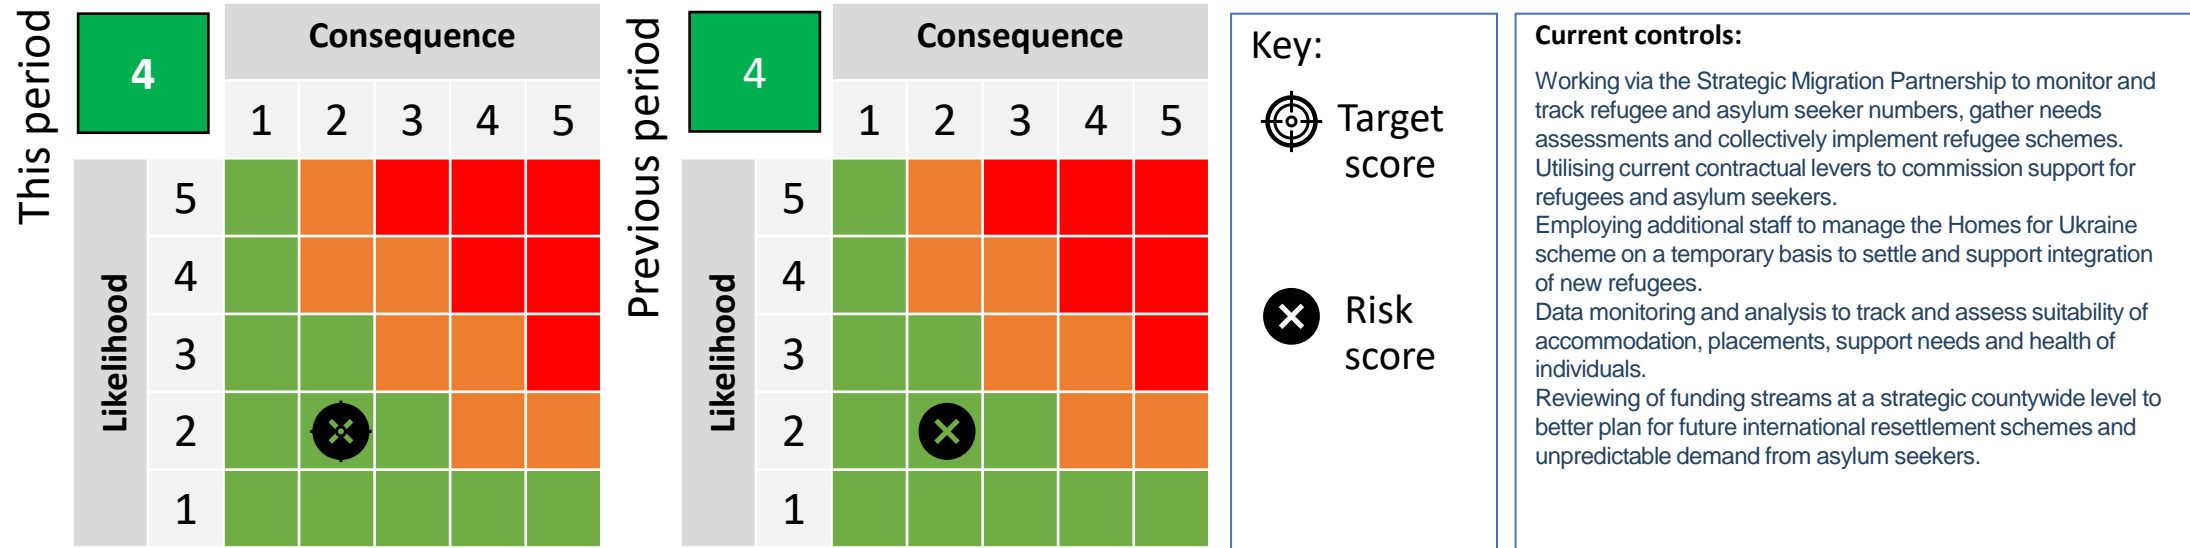 This period
4
Consequence
1 2 3 4 5
Likelihood
5
4
3
2
1
Previous period
4
Consequence
1 2 3 4 5
Likelihood
5
4
3
2
1
Key:
Target
score
Risk
score
Current controls:
Working via the Strategic Migration Partnership to monitor and
track refugee and asylum seeker numbers, gather needs
assessments and collectively implement refugee schemes.
Utilising current contractual levers to commission support for
refugees and asylum seekers.
Employing additional staff to manage the Homes for Ukraine
scheme on a temporary basis to settle and support integration
of new refugees.
Data monitoring and analysis to track and assess suitability of
accommodation, placements, support needs and health of
individuals.
Reviewing of funding streams at a strategic countywide level to
better plan for future international resettlement schemes and
unpredictable demand from asylum seekers.